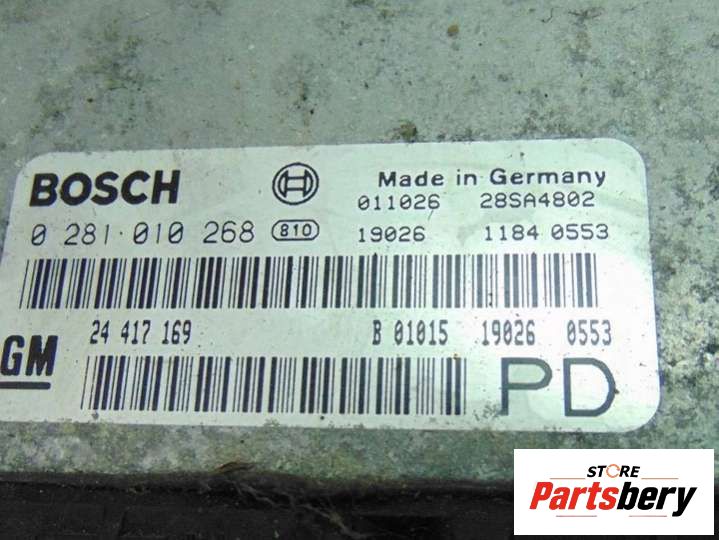 BOSCH
Made in Germany
011026 28SA4802
0 281 010 268 810 19026 1184 0553
GM 24 417 169 B 01015 19026 0553
PD
STORE
Partsbery